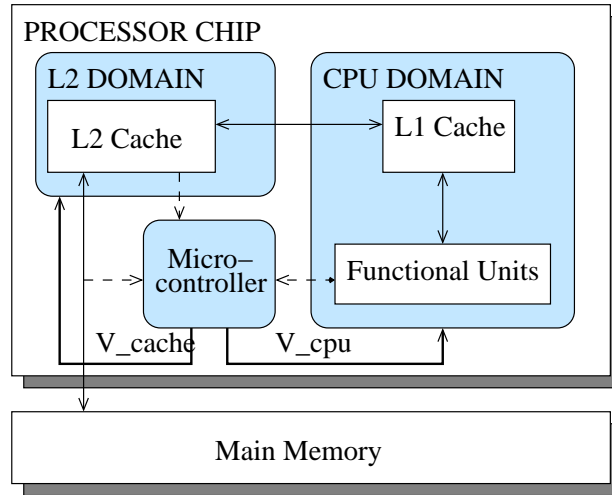 PROCESSOR CHIP
L2 DOMAIN
CPU DOMAIN
L2 Cache
L1 Cache
Micro−
controller
Functional Units
V_cache
V_cpu
Main Memory